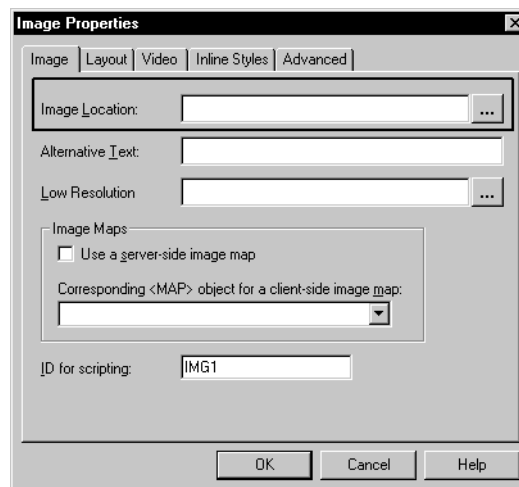 Image Properties
Image Layout Video Inline Styles Advanced
Image Location: ...
Alternative Text:
Low Resolution ...
Image Maps
Use a server-side image map
Corresponding <MAP> object for a client-side image map:
ID for scripting: IMG1
OK Cancel Help